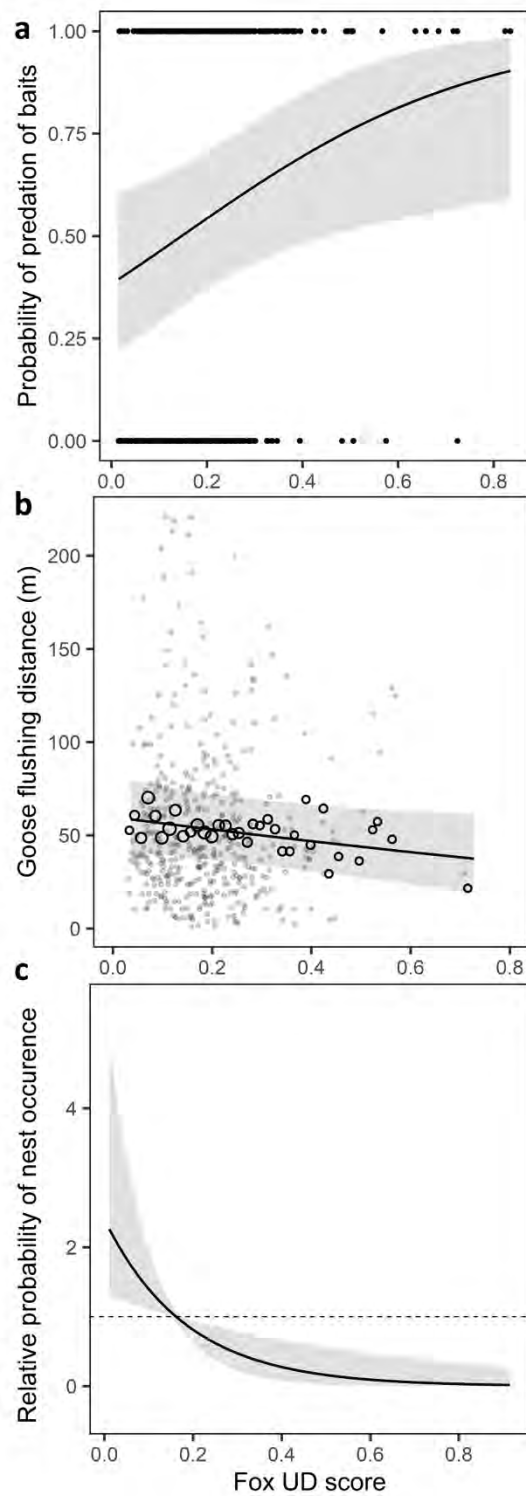 a
Probability of predation of baits
1.00
0.75
0.50
0.25
0.00
0.0 0.2 0.4 0.6 0.8
b
Goose flushing distance (m)
200
150
100
50
0
0.0 0.2 0.4 0.6 0.8
c
Relative probability of nest occurence
4
2
0
0.0 0.2 0.4 0.6 0.8
Fox UD score